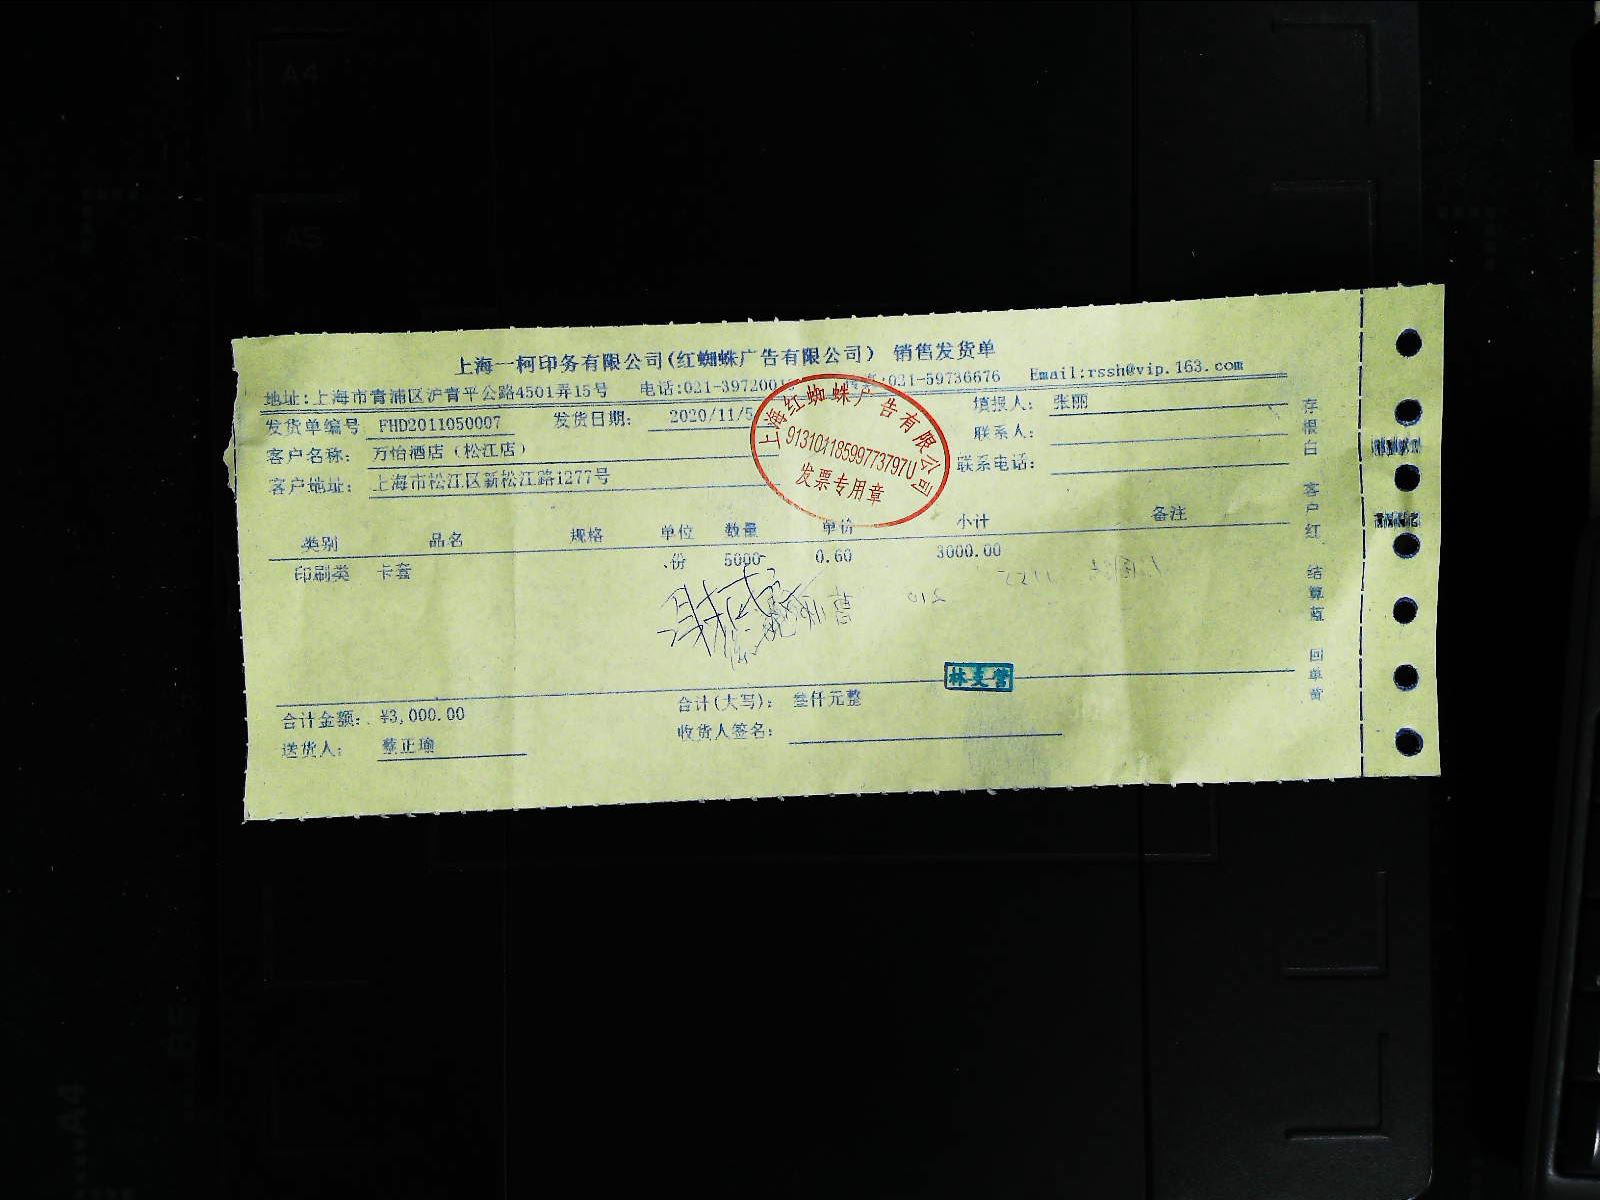 上海一柯印务有限公司(红蜘蛛广告有限公司) 销售发货单
地址:上海市青浦区沪青平公路4501弄15号 电话:021-3972001 传真:021-59736676 Email:rssh@vip.163.com
发货单编号 FHD2011050007 发货日期: 2020/11/5 填报人: 张丽
客户名称: 万怡酒店(松江店) 联系人:
客户地址: 上海市松江区新松江路1277号 联系电话:
上海红蜘蛛广告有限公司
91310118599773797U
发票专用章
类别 品名 规格 单位 数量 单价 小计 备注
印刷类 卡套 份 5000 0.60 3000.00
林支管
合计金额: ¥3,000.00 合计(大写): 叁仟元整
送货人: 蔡正瑜 收货人签名:
存根白 客户红 结算蓝 回单黄
A4
A5